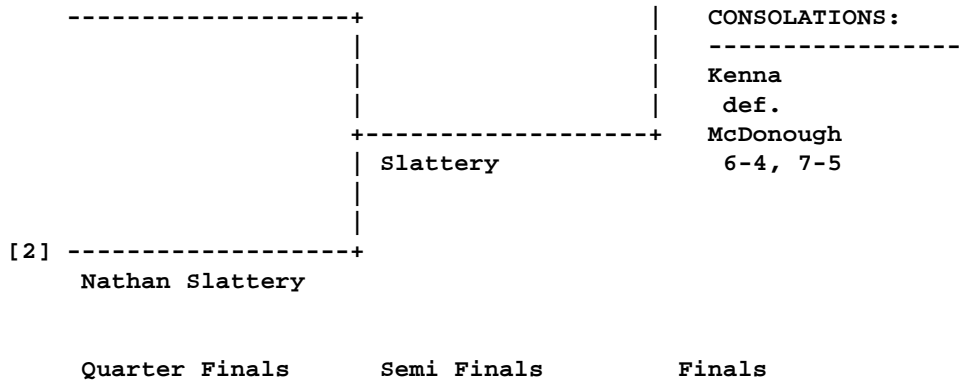 CONSOLATIONS:
Kenna
def.
McDonough
Slattery 6-4, 7-5
[2]
Nathan Slattery
Quarter Finals Semi Finals Finals